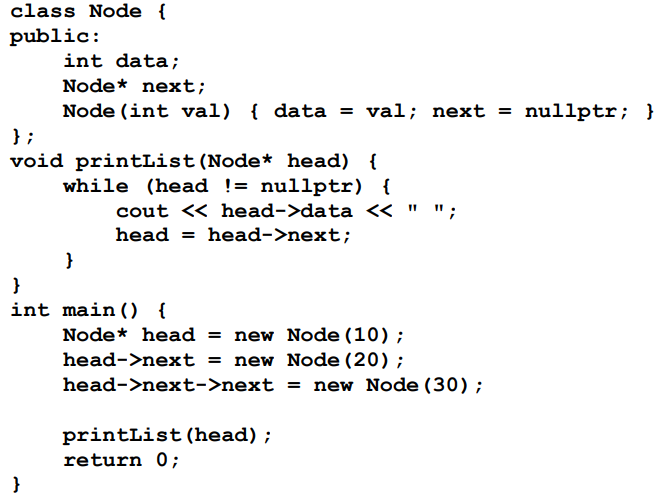 class Node {
public:
    int data;
    Node* next;
    Node(int val) { data = val; next = nullptr; }
};
void printList(Node* head) {
    while (head != nullptr) {
        cout << head->data << " ";
        head = head->next;
    }
}
int main() {
    Node* head = new Node(10);
    head->next = new Node(20);
    head->next->next = new Node(30);

    printList(head);
    return 0;
}